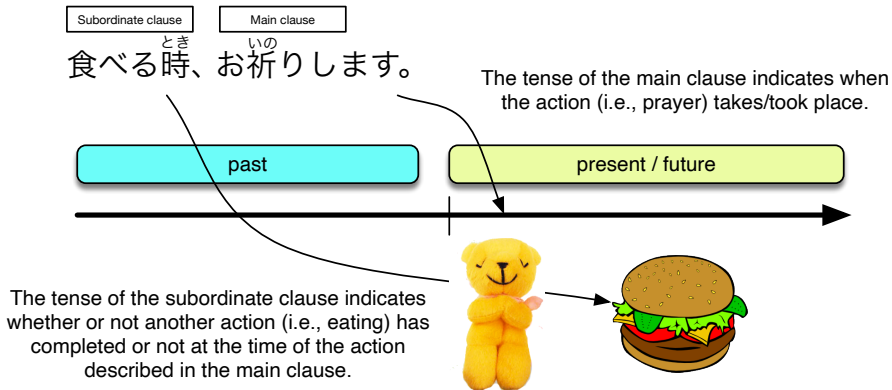 Subordinate clause
Main clause
とき
いの
食べる時、お祈りします。
The tense of the main clause indicates when
the action (i.e., prayer) takes/took place.
past
present / future
The tense of the subordinate clause indicates
whether or not another action (i.e., eating) has
completed or not at the time of the action
described in the main clause.